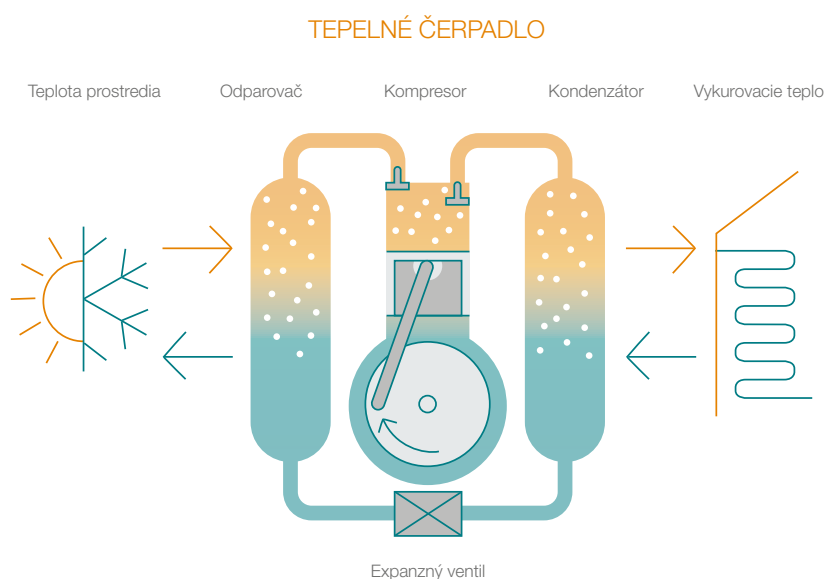 TEPELNÉ ČERPADLO
Teplota prostredia
Odparovač
Kompresor
Kondenzátor
Vykurovacie teplo
Expanzný ventil